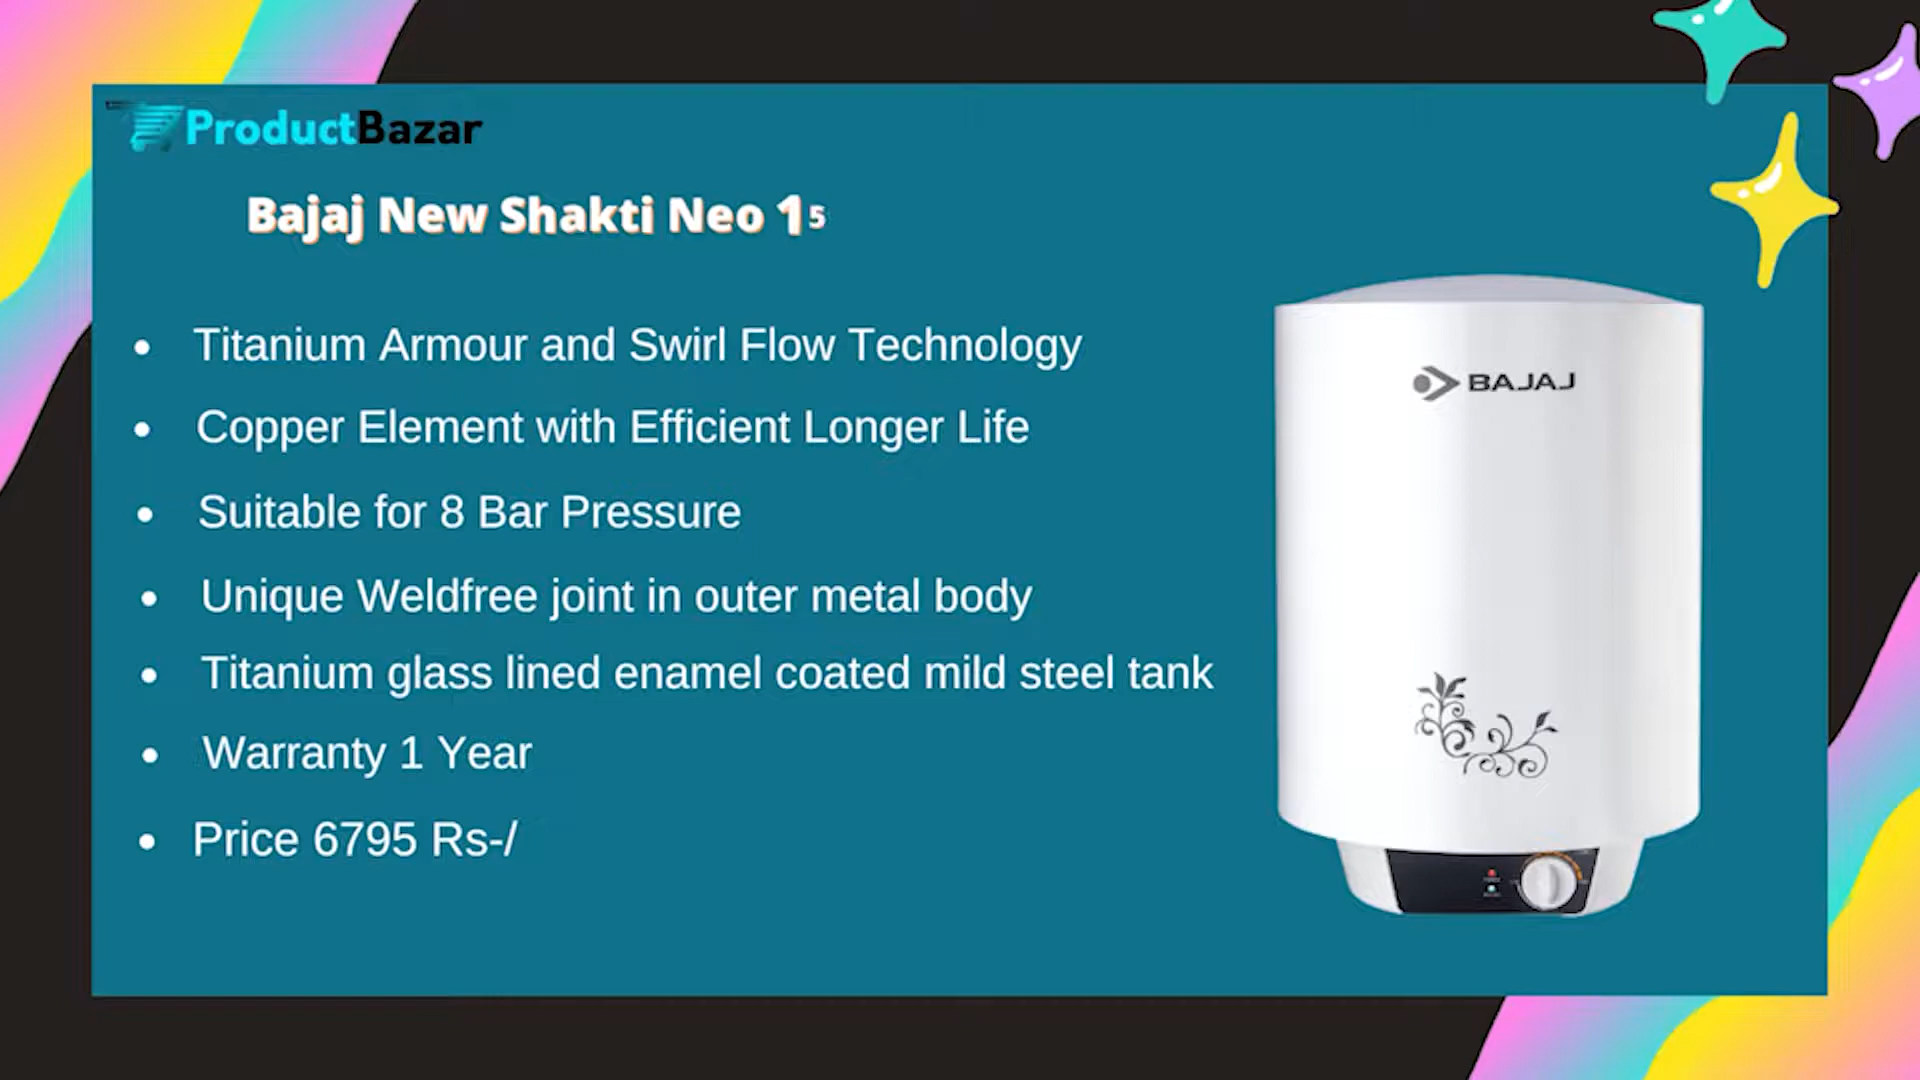 ProductBazar
Bajaj New Shakti Neo 15
• Titanium Armour and Swirl Flow Technology
• Copper Element with Efficient Longer Life
• Suitable for 8 Bar Pressure
• Unique Weldfree joint in outer metal body
• Titanium glass lined enamel coated mild steel tank
• Warranty 1 Year
• Price 6795 Rs-/
BAJAJ